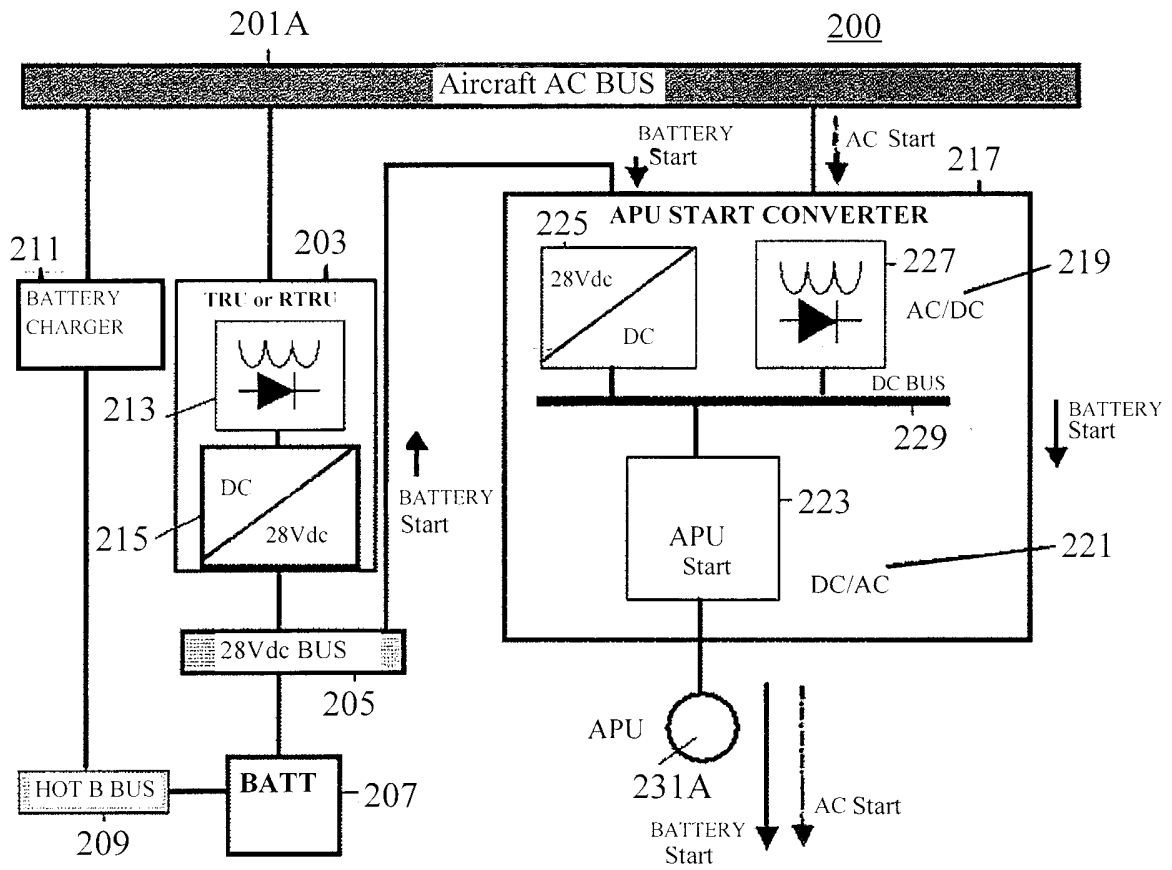 201A
200
Aircraft AC BUS
BATTERY
Start
AC Start
217
APU START CONVERTER
225
28Vdc
DC
227
219
AC/DC
211
BATTERY
CHARGER
203
TRU or RTRU
213
DC
28Vdc
215
BATTERY
Start
DC BUS
229
BATTERY
Start
223
APU
Start
221
DC/AC
28Vdc BUS
205
APU
231A
HOT B BUS
209
BATT
207
BATTERY
Start
AC Start